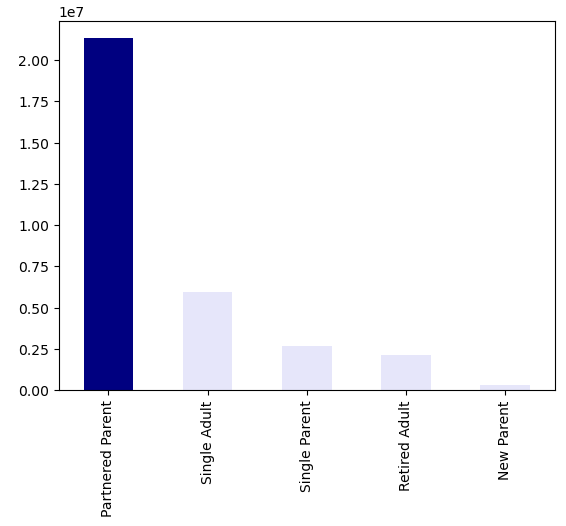 1e7
2.00
1.75
1.50
1.25
1.00
0.75
0.50
0.25
0.00
Partnered Parent
Single Adult
Single Parent
Retired Adult
New Parent